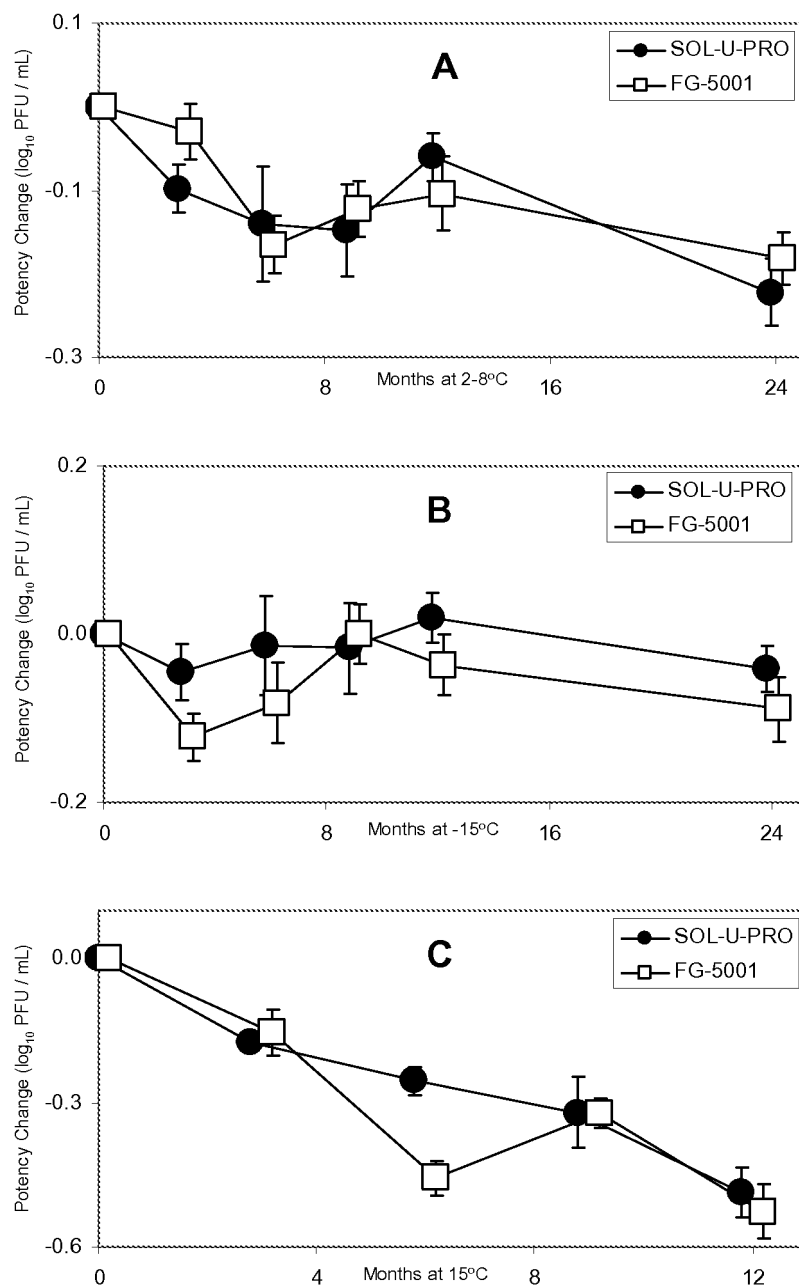 0.1
A
SOL-U-PRO
FG-5001
Potency Change (log₁₀ PFU / mL)
-0.1
-0.3
0
8
16
24
Months at 2-8ºC
0.2
B
SOL-U-PRO
FG-5001
Potency Change (log₁₀ PFU / mL)
0.0
-0.2
0
8
16
24
Months at -15ºC
C
SOL-U-PRO
FG-5001
Potency Change (log₁₀ PFU / mL)
0.0
-0.3
-0.6
0
4
8
12
Months at 15ºC